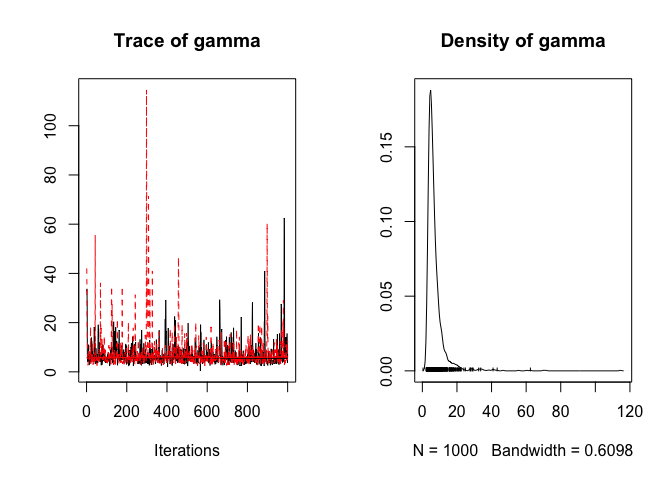 Trace of gamma
0 20 40 60 80 100
0 200 400 600 800
Iterations
Density of gamma
0.00 0.05 0.10 0.15
0 20 40 60 80 120
N = 1000 Bandwidth = 0.6098